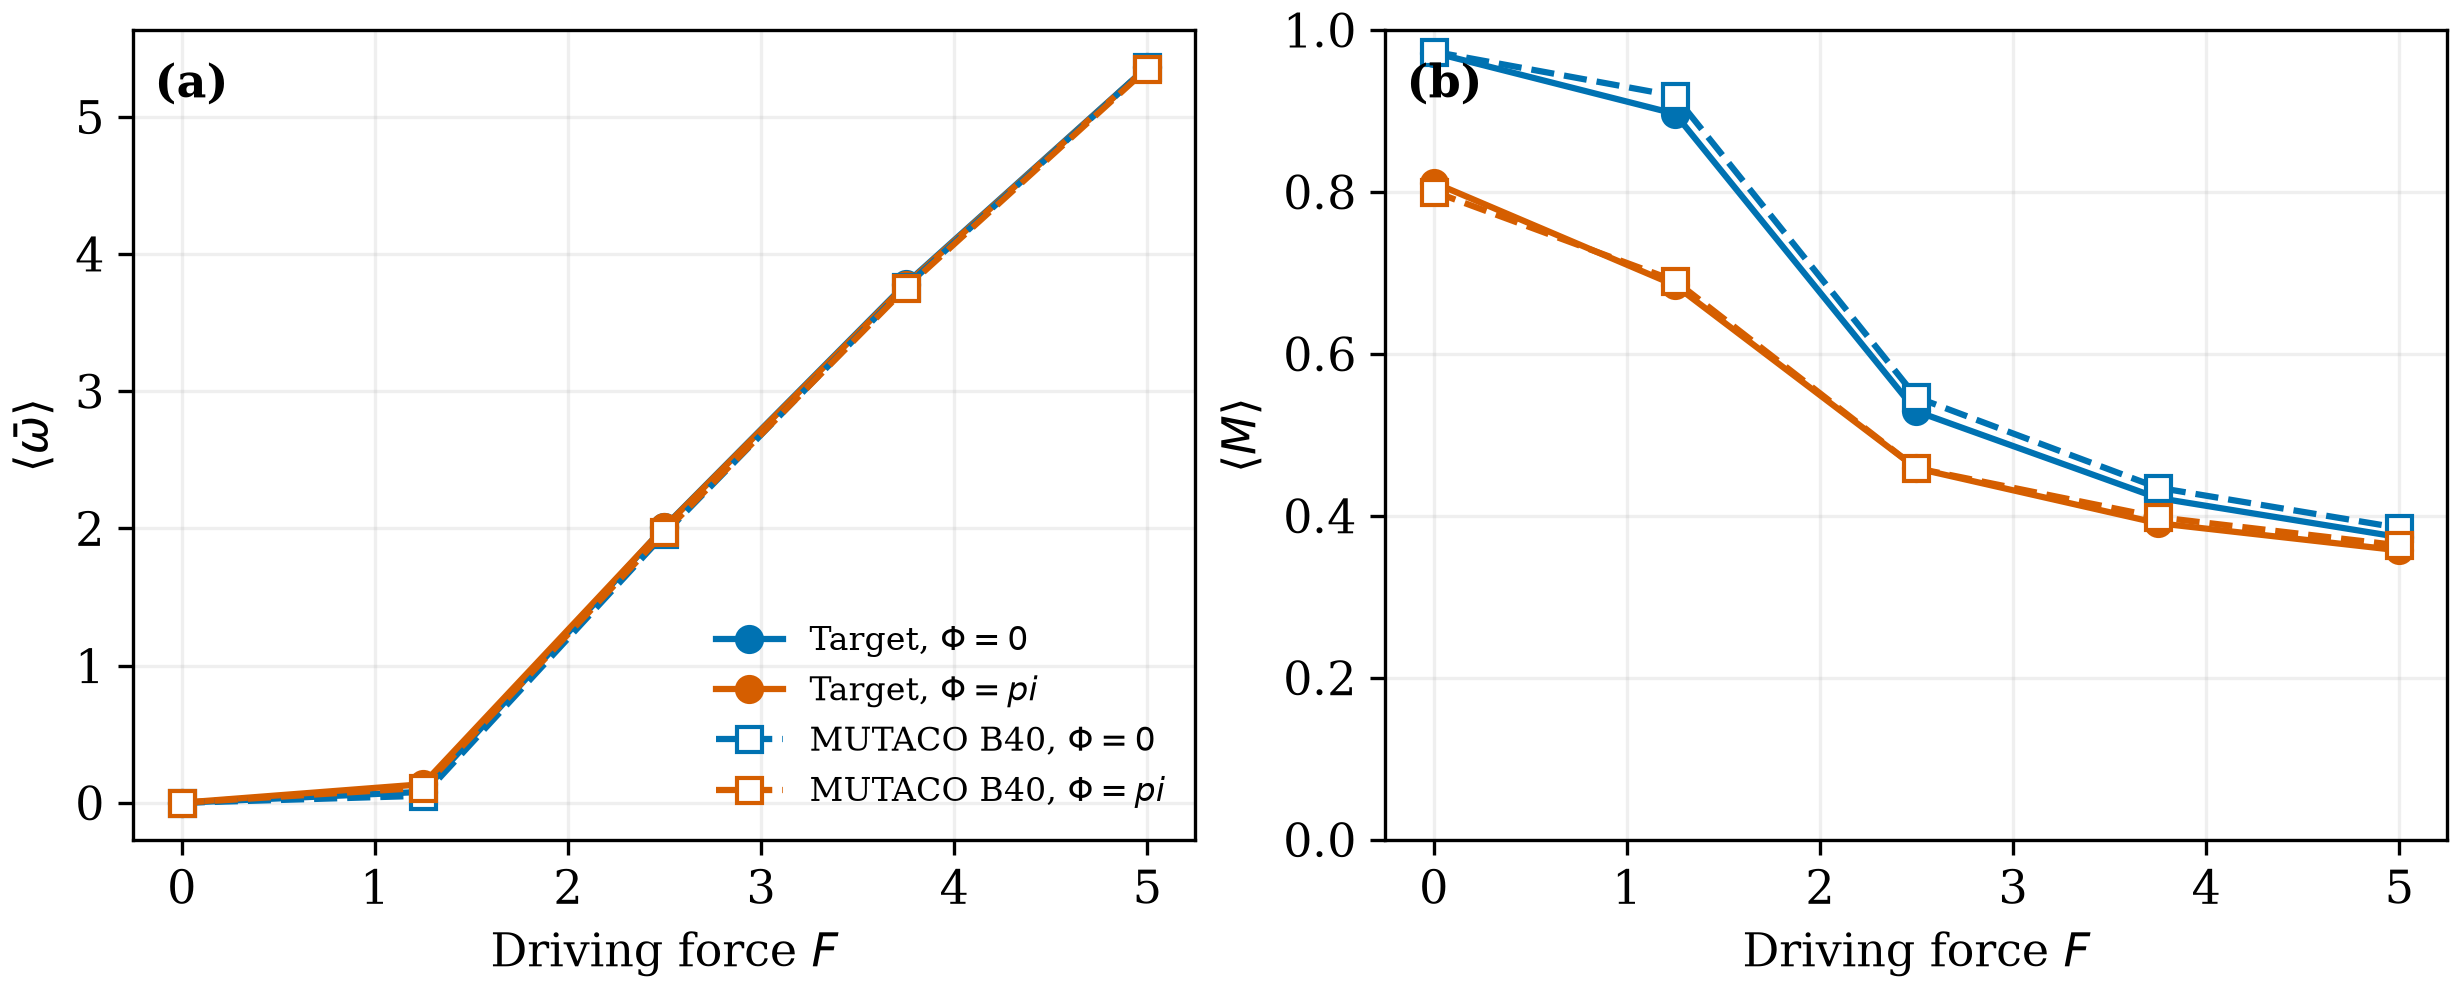 (a)
⟨ω̄⟩
5
4
3
2
1
0
Target, Φ = 0
Target, Φ = pi
MUTACO B40, Φ = 0
MUTACO B40, Φ = pi
0 1 2 3 4 5
Driving force F
(b)
⟨M⟩
1.0
0.8
0.6
0.4
0.2
0.0
0 1 2 3 4 5
Driving force F